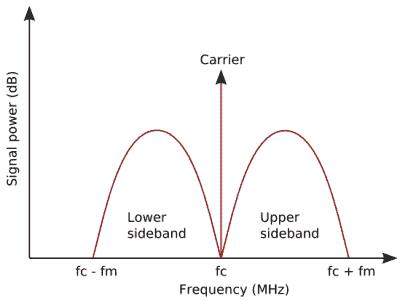 Carrier
Signal power (dB)
Lower
sideband
Upper
sideband
fc - fm
fc
fc + fm
Frequency (MHz)